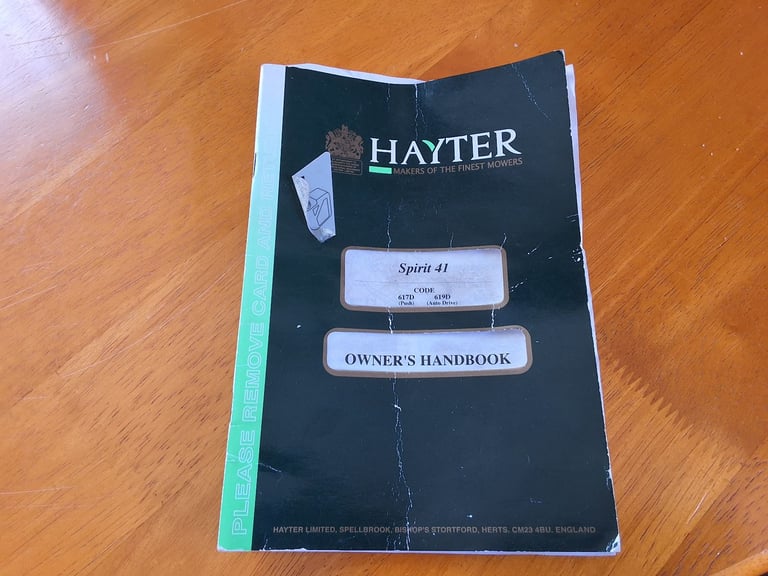 HAYTER
MAKERS OF THE FINEST MOWERS
Spirit 41
CODE
617D 619D
(Push) (Auto Drive)
OWNER'S HANDBOOK
HAYTER LIMITED, SPELLBROOK, BISHOP'S STORTFORD, HERTS. CM23 4BU. ENGLAND
PLEASE REMOVE CARD AND